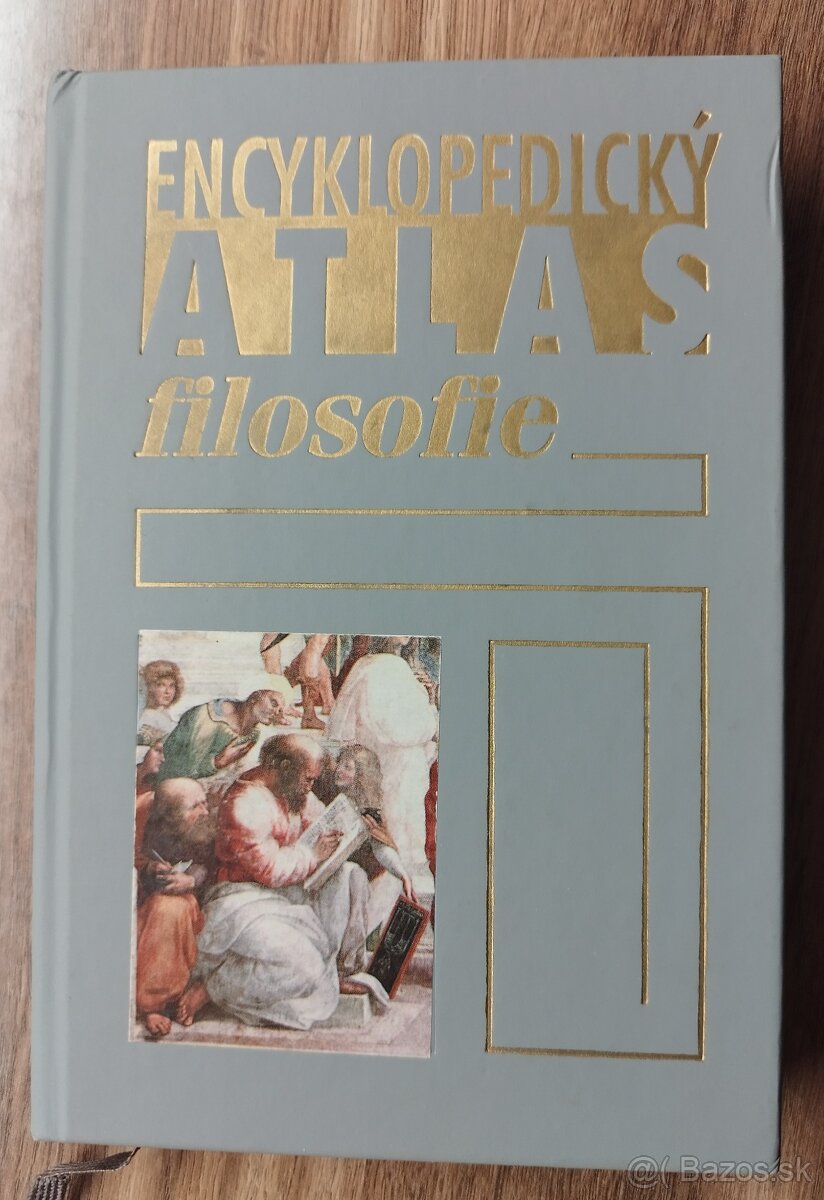 ENCYKLOPEDICKÝ
ATLAS
filosofie
@( Bazos.sk